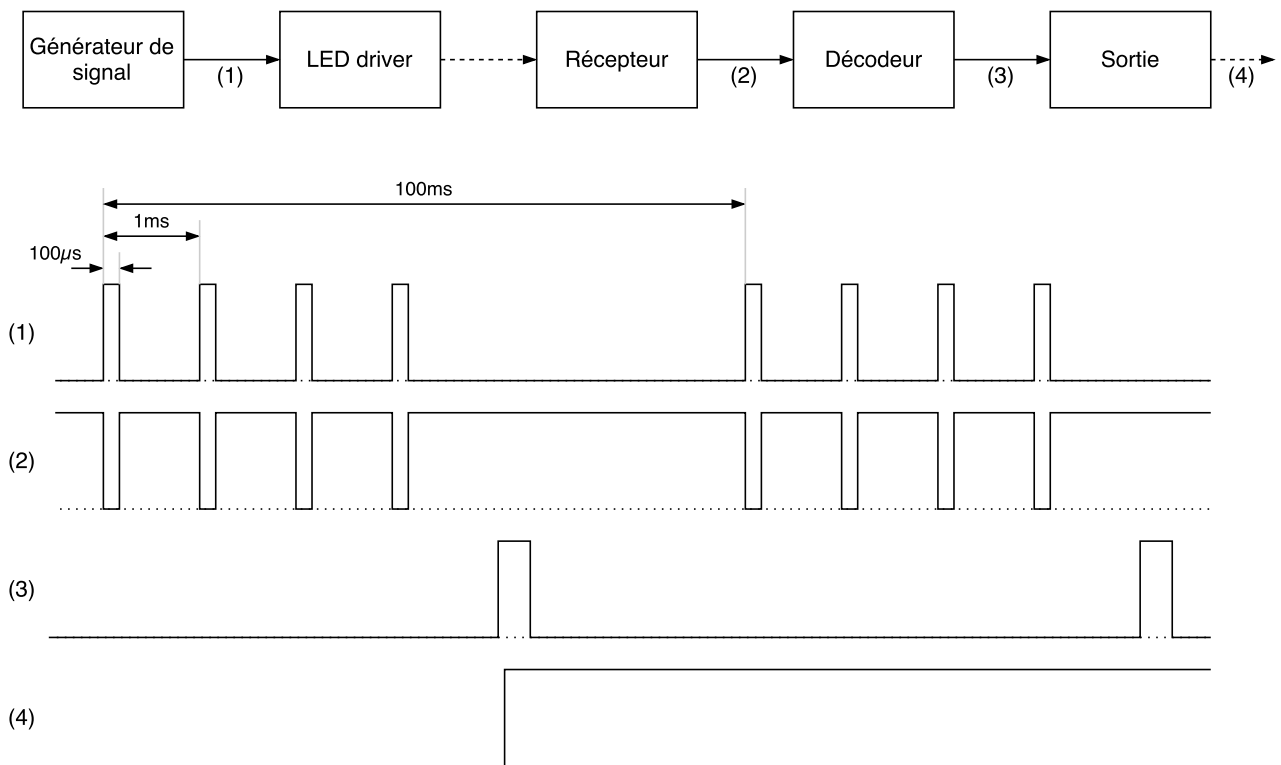 Générateur de
signal
(1)
LED driver
Récepteur
(2)
Décodeur
(3)
Sortie
(4)
100ms
1ms
100µs
(1)
(2)
(3)
(4)